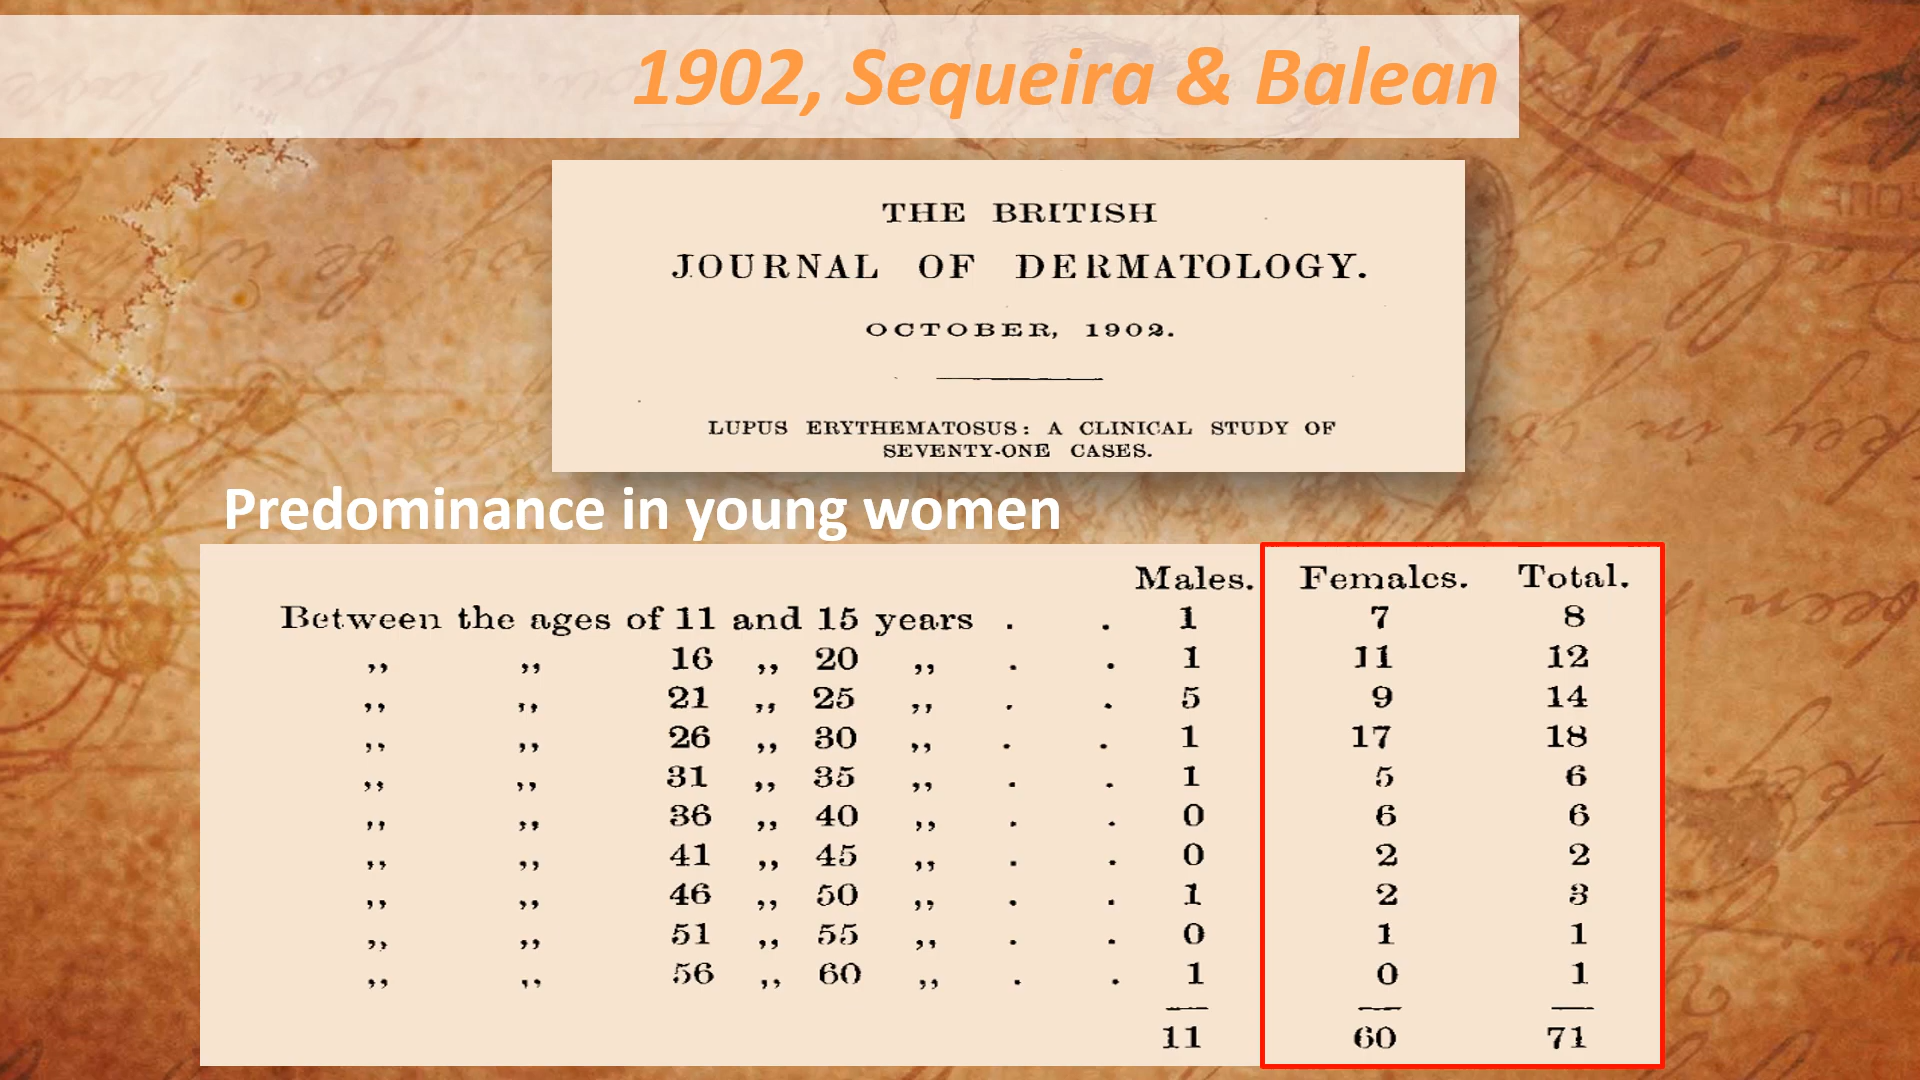 1902, Sequeira & Balean
THE BRITISH
JOURNAL OF DERMATOLOGY.
OCTOBER, 1902.
LUPUS ERYTHEMATOSUS: A CLINICAL STUDY OF
SEVENTY-ONE CASES.
Predominance in young women
Males. Females. Total.
Between the ages of 11 and 15 years . . 1 7 8
,, ,, 16 ,, 20 ,, . . 1 11 12
,, ,, 21 ,, 25 ,, . . 5 9 14
,, ,, 26 ,, 30 ,, . . 1 17 18
,, ,, 31 ,, 35 ,, . . 1 5 6
,, ,, 36 ,, 40 ,, . . 0 6 6
,, ,, 41 ,, 45 ,, . . 0 2 2
,, ,, 46 ,, 50 ,, . . 1 2 3
,, ,, 51 ,, 55 ,, . . 0 1 1
,, ,, 56 ,, 60 ,, . . 1 0 1
11 60 71